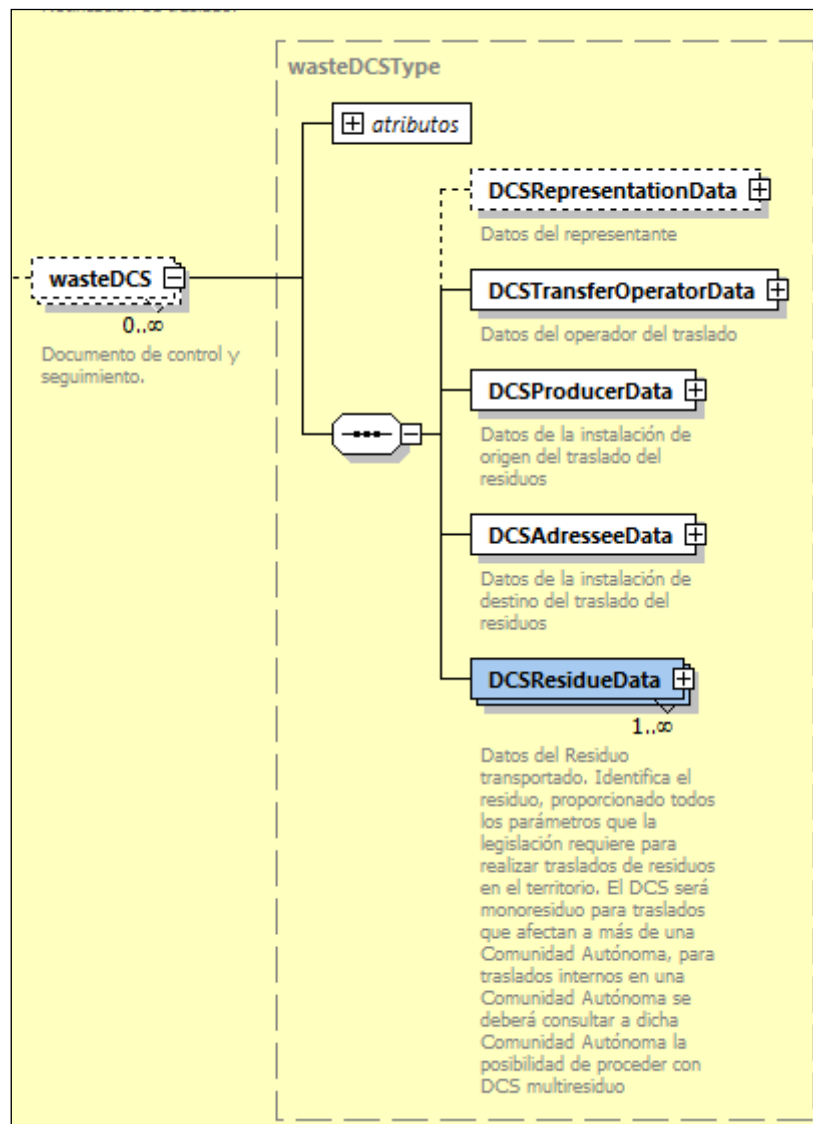 wasteDCSType
atributos
DCSRepresentationData
Datos del representante
wasteDCS
0..∞
Documento de control y
seguimiento.
DCSTransferOperatorData
Datos del operador del traslado
DCSProducerData
Datos de la instalación de
origen del traslado del
residuos
DCSAdresseeData
Datos de la instalación de
destino del traslado del
residuos
DCSResidueData
1..∞
Datos del Residuo
transportado. Identifica el
residuo, proporcionado todos
los parámetros que la
legislación requiere para
realizar traslados de residuos
en el territorio. El DCS será
monoresiduo para traslados
que afectan a más de una
Comunidad Autónoma, para
traslados internos en una
Comunidad Autónoma se
deberá consultar a dicha
Comunidad Autónoma la
posibilidad de proceder con
DCS multiresiduo